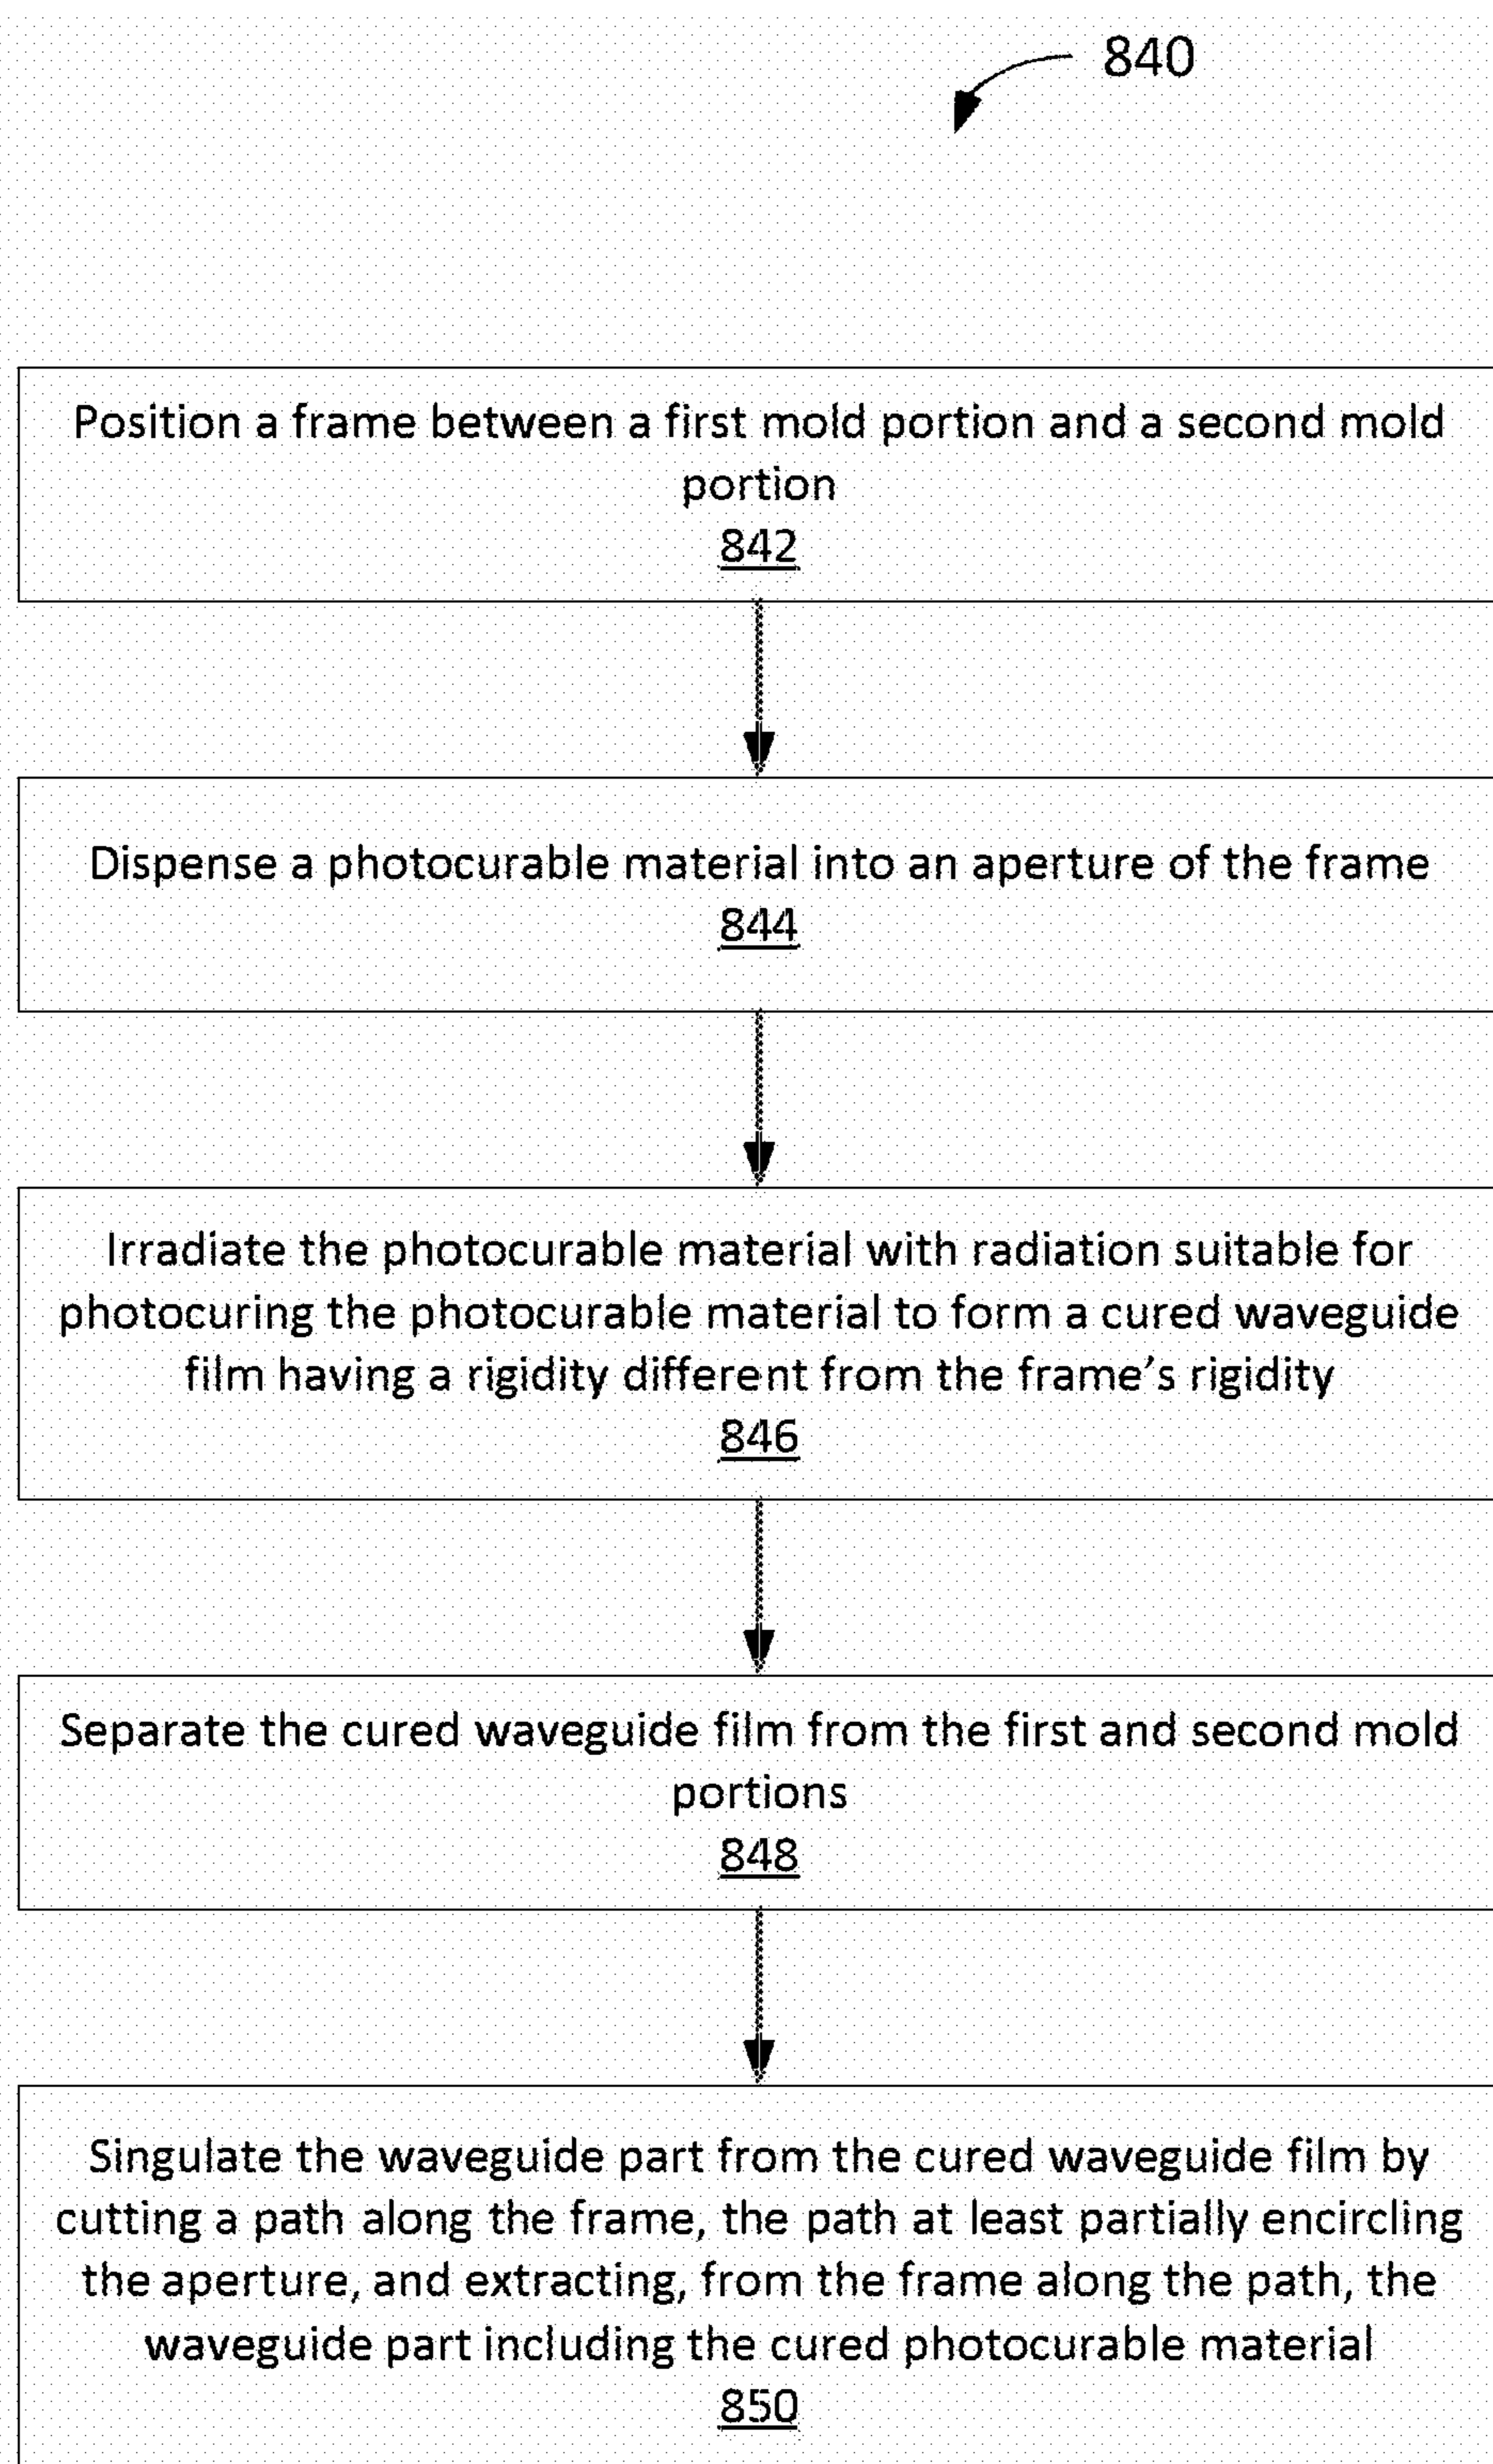 840
Position a frame between a first mold portion and a second mold
portion
842
Dispense a photocurable material into an aperture of the frame
844
Irradiate the photocurable material with radiation suitable for
photocuring the photocurable material to form a cured waveguide
film having a rigidity different from the frame's rigidity
846
Separate the cured waveguide film from the first and second mold
portions
848
Singulate the waveguide part from the cured waveguide film by
cutting a path along the frame, the path at least partially encircling
the aperture, and extracting, from the frame along the path, the
waveguide part including the cured photocurable material
850